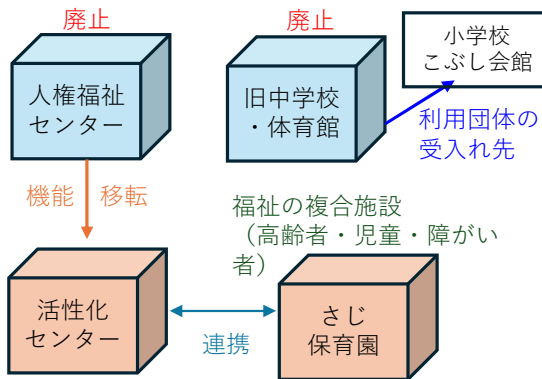 廃止
人権福祉
センター
廃止
旧中学校
・体育館
小学校
こぶし会館
利用団体の
受入れ先
機能 移転
福祉の複合施設
（高齢者・児童・障がい
者）
活性化
センター
連携
さじ
保育園